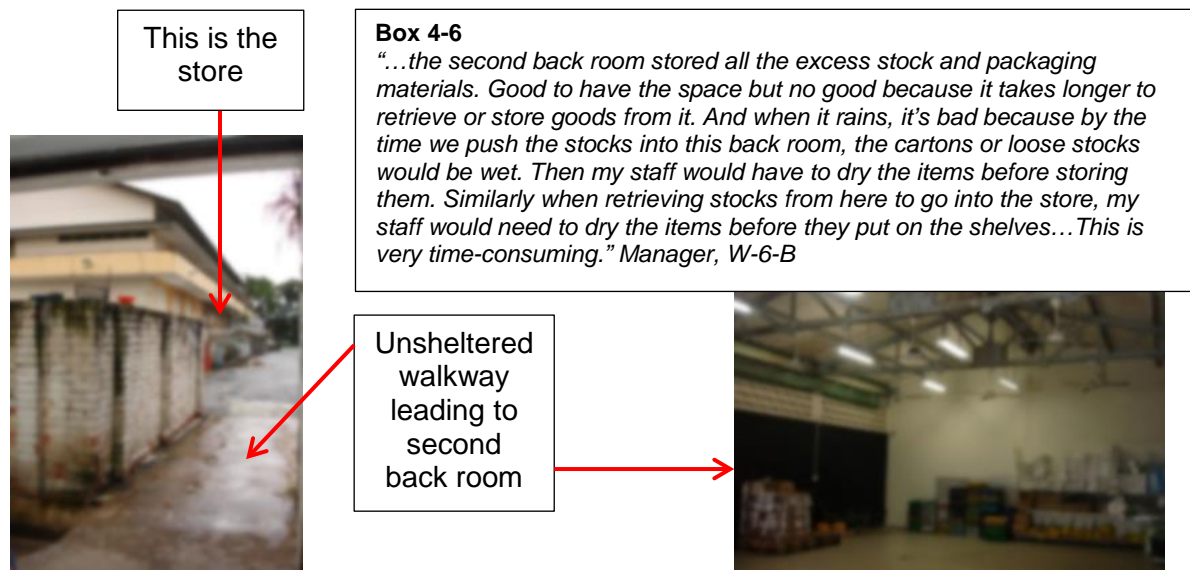 This is the
store
Box 4-6
“…the second back room stored all the excess stock and packaging
materials. Good to have the space but no good because it takes longer to
retrieve or store goods from it. And when it rains, it’s bad because by the
time we push the stocks into this back room, the cartons or loose stocks
would be wet. Then my staff would have to dry the items before storing
them. Similarly when retrieving stocks from here to go into the store, my
staff would need to dry the items before they put on the shelves…This is
very time-consuming.” Manager, W-6-B
Unsheltered
walkway
leading to
second
back room